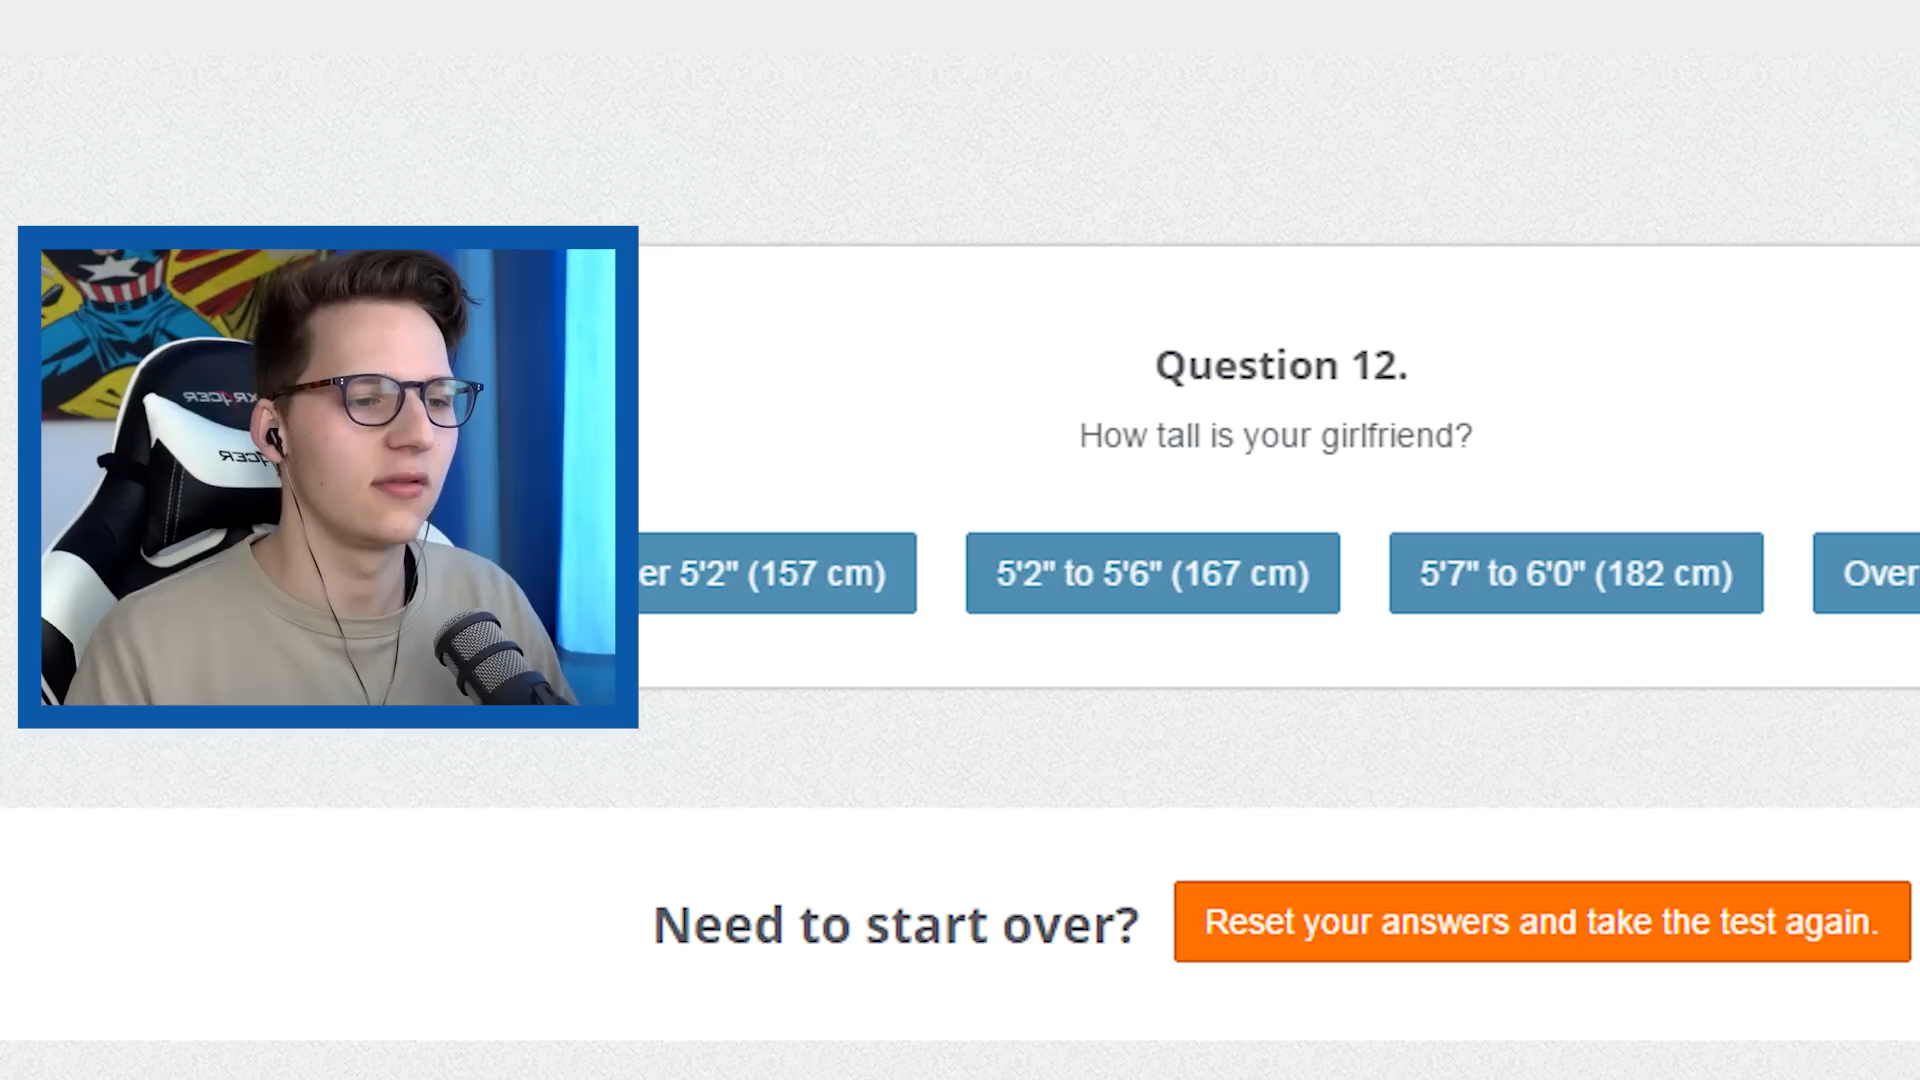 Question 12.
How tall is your girlfriend?
er 5'2" (157 cm)
5'2" to 5'6" (167 cm)
5'7" to 6'0" (182 cm)
Over
Need to start over?
Reset your answers and take the test again.